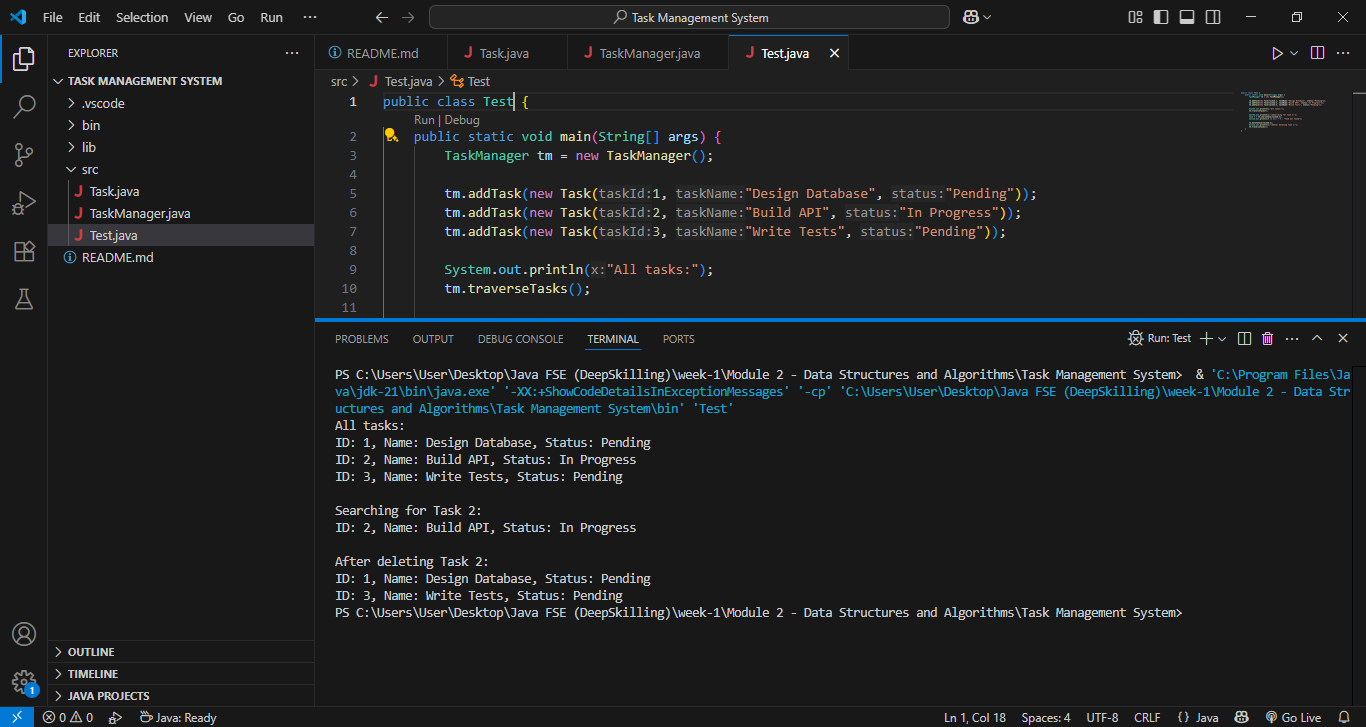 File Edit Selection View Go Run ··· Task Management System
EXPLORER ···
TASK MANAGEMENT SYSTEM
.vscode
bin
lib
src
J Task.java
J TaskManager.java
J Test.java
README.md
OUTLINE
TIMELINE
JAVA PROJECTS
README.md J Task.java J TaskManager.java J Test.java
src > J Test.java > Test
1 public class Test {
Run | Debug
2 public static void main(String[] args) {
3 TaskManager tm = new TaskManager();
4
5 tm.addTask(new Task(taskId:1, taskName:"Design Database", status:"Pending"));
6 tm.addTask(new Task(taskId:2, taskName:"Build API", status:"In Progress"));
7 tm.addTask(new Task(taskId:3, taskName:"Write Tests", status:"Pending"));
8
9 System.out.println(x:"All tasks:");
10 tm.traverseTasks();
11
PROBLEMS OUTPUT DEBUG CONSOLE TERMINAL PORTS Run: Test
PS C:\Users\User\Desktop\Java FSE (DeepSkilling)\week-1\Module 2 - Data Structures and Algorithms\Task Management System> & 'C:\Program Files\Ja
va\jdk-21\bin\java.exe' '-XX:+ShowCodeDetailsInExceptionMessages' '-cp' 'C:\Users\User\Desktop\Java FSE (DeepSkilling)\week-1\Module 2 - Data Str
uctures and Algorithms\Task Management System\bin' 'Test'
All tasks:
ID: 1, Name: Design Database, Status: Pending
ID: 2, Name: Build API, Status: In Progress
ID: 3, Name: Write Tests, Status: Pending
Searching for Task 2:
ID: 2, Name: Build API, Status: In Progress
After deleting Task 2:
ID: 1, Name: Design Database, Status: Pending
ID: 3, Name: Write Tests, Status: Pending
PS C:\Users\User\Desktop\Java FSE (DeepSkilling)\week-1\Module 2 - Data Structures and Algorithms\Task Management System>
1
0 0 Java: Ready Ln 1, Col 18 Spaces: 4 UTF-8 CRLF {} Java Go Live